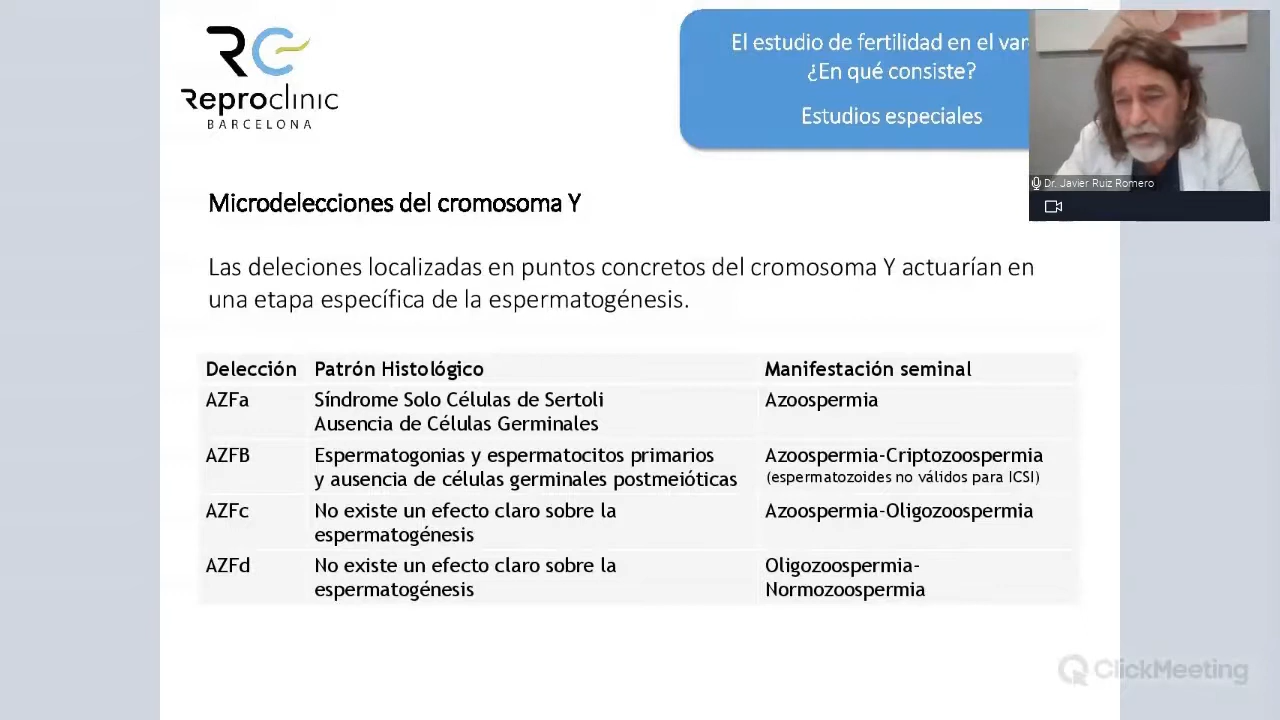 Reproclinic
BARCELONA
El estudio de fertilidad en el var
¿En qué consiste?
Estudios especiales
Dr. Javier Ruiz Romero
Microdelecciones del cromosoma Y
Las deleciones localizadas en puntos concretos del cromosoma Y actuarían en
una etapa específica de la espermatogénesis.
Delección Patrón Histológico Manifestación seminal
AZFa Síndrome Solo Células de Sertoli Azoospermia
Ausencia de Células Germinales
AZFB Espermatogonias y espermatocitos primarios Azoospermia-Criptozoospermia
y ausencia de células germinales postmeióticas (espermatozoides no válidos para ICSI)
AZFc No existe un efecto claro sobre la Azoospermia-Oligozoospermia
espermatogénesis
AZFd No existe un efecto claro sobre la Oligozoospermia-
espermatogénesis Normozoospermia
ClickMeeting